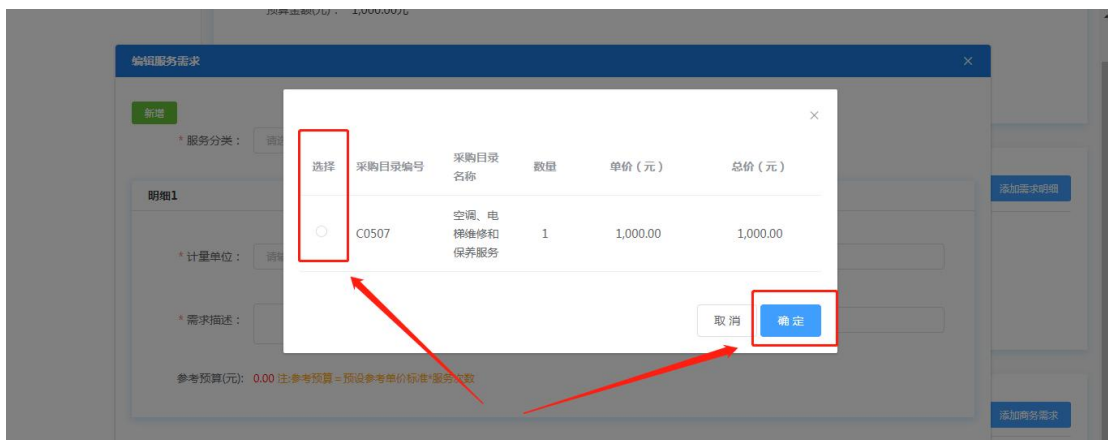 预算金额(元)： 1,000.00元
编辑服务需求
新增
* 服务分类：
选择 采购目录编号 采购目录名称 数量 单价（元） 总价（元）
C0507 空调、电梯维修和保养服务 1 1,000.00 1,000.00
明细1
添加需求明细
* 计量单位：
* 需求描述：
取 消 确 定
参考预算(元): 0.00 注:参考预算=预设参考单价标准*服务次数
添加商务需求